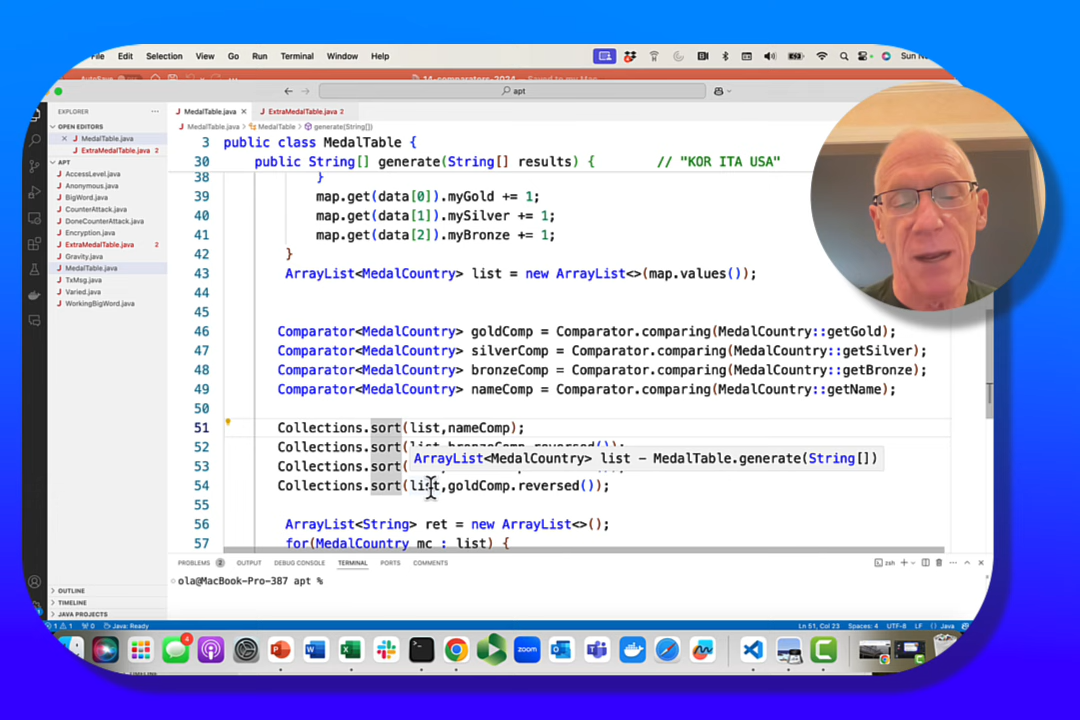 File Edit Selection View Go Run Terminal Window Help
14-comparators-2024 — Saved to my Mac
apt
EXPLORER
OPEN EDITORS
MedalTable.java
ExtraMedalTable.java 2
APT
AccessLevel.java
Anonymous.java
BigWord.java
CounterAttack.java
DoneCounterAttack.java
Encryption.java
ExtraMedalTable.java 2
Gravity.java
MedalTable.java
TxMsg.java
Varied.java
WorkingBigWord.java
OUTLINE
TIMELINE
JAVA PROJECTS
MedalTable.java ExtraMedalTable.java 2
MedalTable.java > MedalTable > generate(String[])
3 public class MedalTable {
30 public String[] generate(String[] results) { // "KOR ITA USA"
38 }
39 map.get(data[0]).myGold += 1;
40 map.get(data[1]).mySilver += 1;
41 map.get(data[2]).myBronze += 1;
42 }
43 ArrayList<MedalCountry> list = new ArrayList<>(map.values());
44
45
46 Comparator<MedalCountry> goldComp = Comparator.comparing(MedalCountry::getGold);
47 Comparator<MedalCountry> silverComp = Comparator.comparing(MedalCountry::getSilver);
48 Comparator<MedalCountry> bronzeComp = Comparator.comparing(MedalCountry::getBronze);
49 Comparator<MedalCountry> nameComp = Comparator.comparing(MedalCountry::getName);
50
51 Collections.sort(list,nameComp);
52 Collections.sort(list,bronzeComp.reversed());
ArrayList<MedalCountry> list - MedalTable.generate(String[])
53 Collections.sort(
54 Collections.sort(list,goldComp.reversed());
55
56 ArrayList<String> ret = new ArrayList<>();
57 for(MedalCountry mc : list) {
PROBLEMS 2 OUTPUT DEBUG CONSOLE TERMINAL PORTS COMMENTS
zsh
ola@MacBook-Pro-387 apt %
Java: Ready
Ln 51, Col 23 Spaces: 4 UTF-8 LF Java
4
zoom